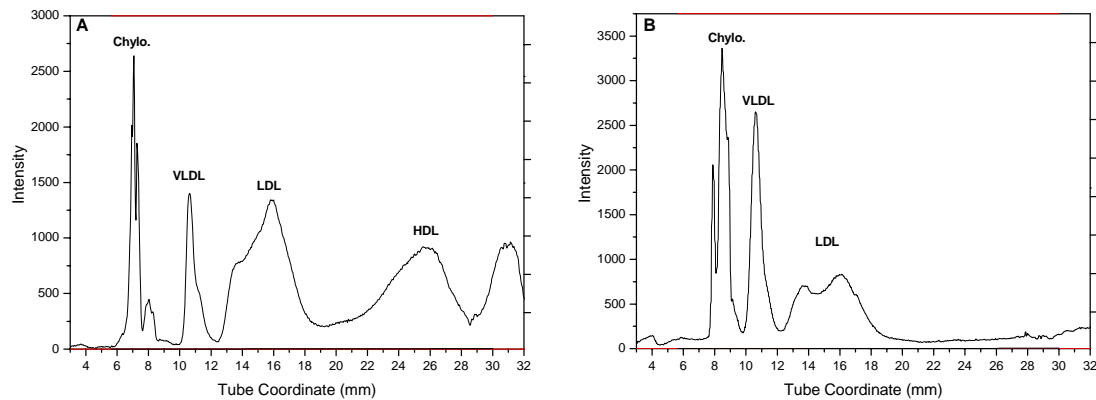 A
Chylo.
VLDL
LDL
HDL
Intensity
3000
2500
2000
1500
1000
500
0
4 6 8 10 12 14 16 18 20 22 24 26 28 30 32
Tube Coordinate (mm)
B
Chylo.
VLDL
LDL
Intensity
3500
3000
2500
2000
1500
1000
500
0
4 6 8 10 12 14 16 18 20 22 24 26 28 30 32
Tube Coordinate (mm)